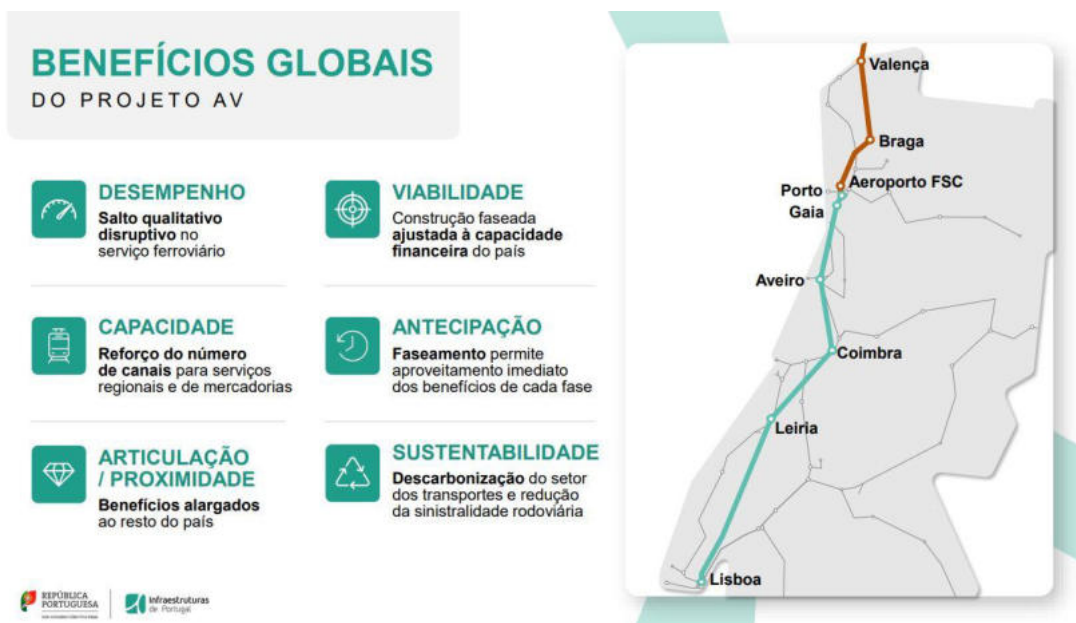 BENEFÍCIOS GLOBAIS
DO PROJETO AV
DESEMPENHO
Salto qualitativo
disruptivo no
serviço ferroviário
VIABILIDADE
Construção faseada
ajustada à capacidade
financeira do país
CAPACIDADE
Reforço do número
de canais para serviços
regionais e de mercadorias
ANTECIPAÇÃO
Faseamento permite
aproveitamento imediato
dos benefícios de cada fase
ARTICULAÇÃO
/ PROXIMIDADE
Benefícios alargados
ao resto do país
SUSTENTABILIDADE
Descarbonização do setor
dos transportes e redução
da sinistralidade rodoviária
Valença
Braga
Aeroporto FSC
Porto
Gaia
Aveiro
Coimbra
Leiria
Lisboa
REPÚBLICA
PORTUGUESA
Infraestruturas
de Portugal